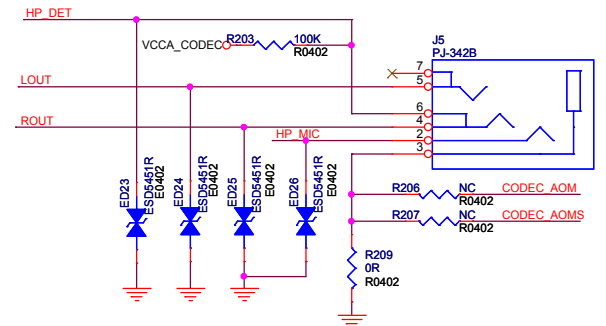 HP_DET
VCCA_CODEC
R203
100K
R0402
J5
PJ-342B
LOUT
ROUT
HP_MIC
7
5
6
4
2
3
ED23
ESD5451R
E0402
ED24
ESD5451R
E0402
ED25
ESD5451R
E0402
ED26
ESD5451R
E0402
R206
NC
CODEC_AOM
R0402
R207
NC
CODEC_AOMS
R0402
R209
0R
R0402